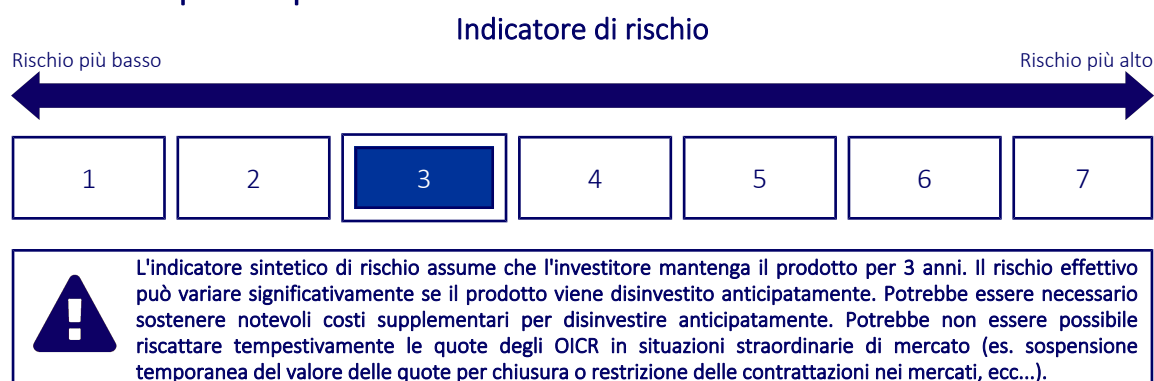 Indicatore di rischio
Rischio più basso
Rischio più alto
1 2 3 4 5 6 7
L'indicatore sintetico di rischio assume che l'investitore mantenga il prodotto per 3 anni. Il rischio effettivo
può variare significativamente se il prodotto viene disinvestito anticipatamente. Potrebbe essere necessario
sostenere notevoli costi supplementari per disinvestire anticipatamente. Potrebbe non essere possibile
riscattare tempestivamente le quote degli OICR in situazioni straordinarie di mercato (es. sospensione
temporanea del valore delle quote per chiusura o restrizione delle contrattazioni nei mercati, ecc...).